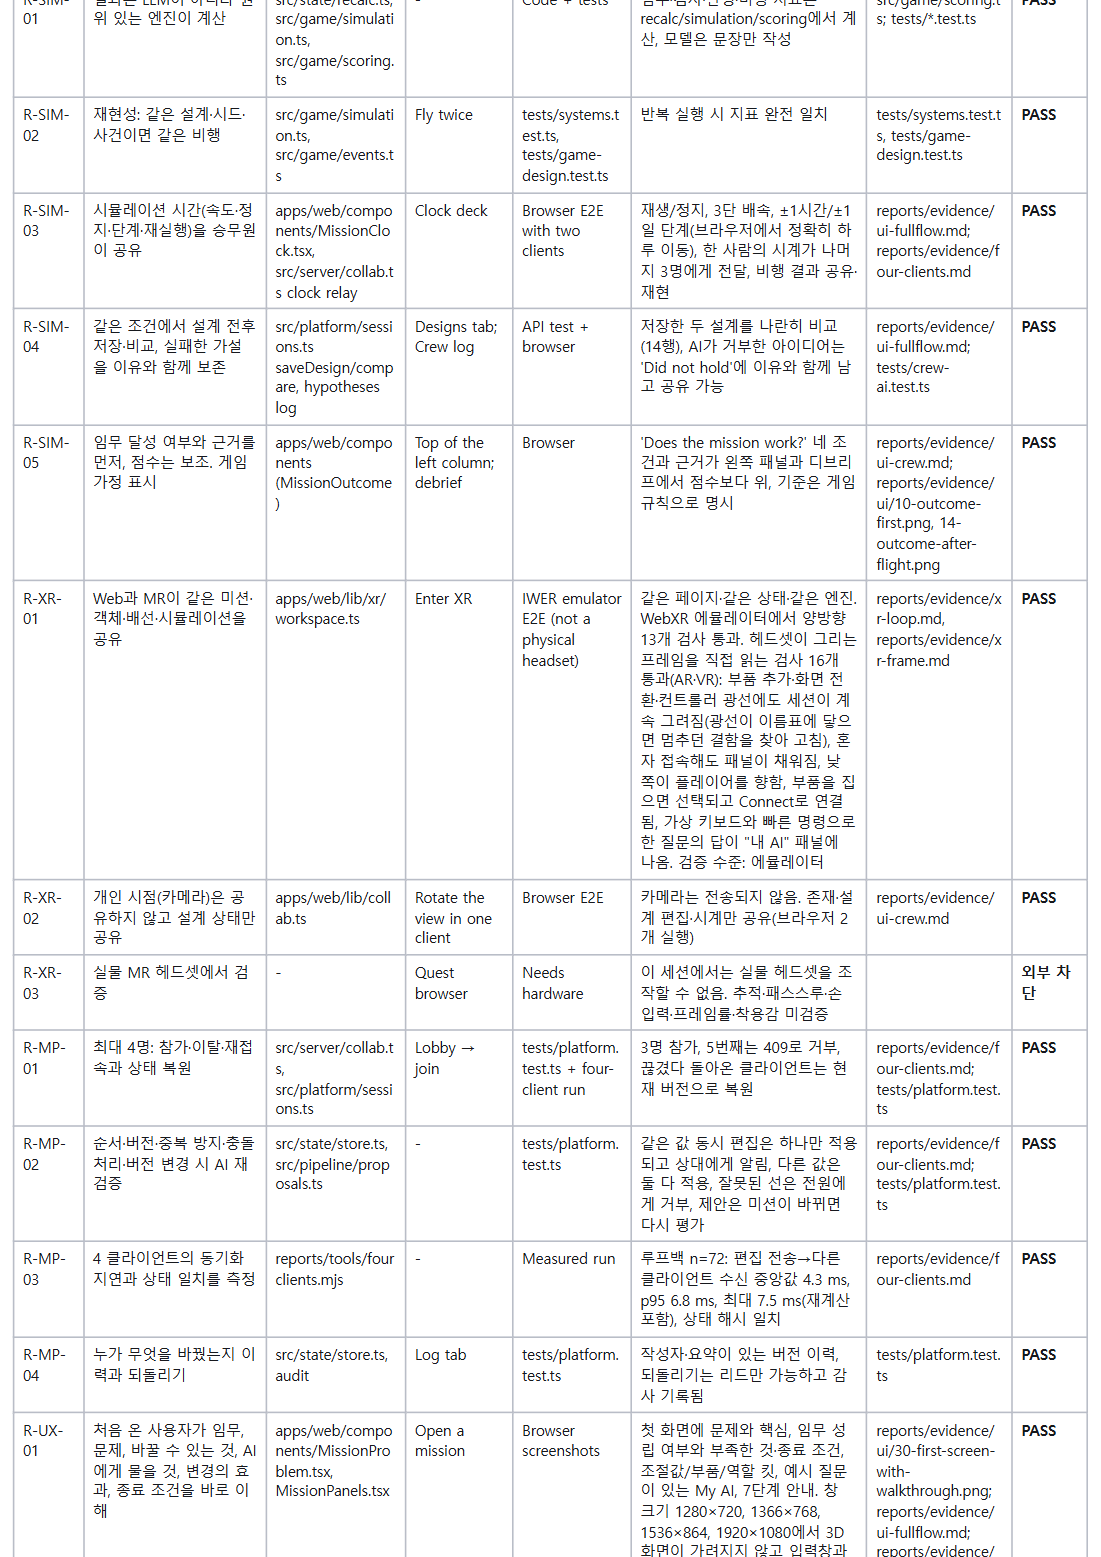 R-SIM-
01
위 있는 엔진이 계산
src/state/recalc.ts,
src/game/simulati
on.ts,
src/game/scoring.
ts
-
Code + tests
recalc/simulation/scoring에서 계
산, 모델은 문장만 작성
src/game/scoring.t
s; tests/*.test.ts
PASS
R-SIM-
02
재현성: 같은 설계·시드·
사건이면 같은 비행
src/game/simulati
on.ts,
src/game/events.t
s
Fly twice
tests/systems.t
est.ts,
tests/game-
design.test.ts
반복 실행 시 지표 완전 일치
tests/systems.test.t
s, tests/game-
design.test.ts
PASS
R-SIM-
03
시뮬레이션 시간(속도·정
지·단계·재실행)을 승무원
이 공유
apps/web/compo
nents/MissionClo
ck.tsx,
src/server/collab.t
s clock relay
Clock deck
Browser E2E
with two
clients
재생/정지, 3단 배속, ±1시간/±1
일 단계(브라우저에서 정확히 하
루 이동), 한 사람의 시계가 나머
지 3명에게 전달, 비행 결과 공유·
재현
reports/evidence/
ui-fullflow.md;
reports/evidence/f
our-clients.md
PASS
R-SIM-
04
같은 조건에서 설계 전후
저장·비교, 실패한 가설
을 이유와 함께 보존
src/platform/sessi
ons.ts
saveDesign/comp
are, hypotheses
log
Designs tab;
Crew log
API test +
browser
저장한 두 설계를 나란히 비교
(14행), AI가 거부한 아이디어는
'Did not hold'에 이유와 함께 남
고 공유 가능
reports/evidence/
ui-fullflow.md;
tests/crew-
ai.test.ts
PASS
R-SIM-
05
임무 달성 여부와 근거를
먼저, 점수는 보조. 게임
가정 표시
apps/web/compo
nents
(MissionOutcome
)
Top of the
left column;
debrief
Browser
'Does the mission work?' 네 조
건과 근거가 왼쪽 패널과 디브리
프에서 점수보다 위, 기준은 게임
규칙으로 명시
reports/evidence/
ui-crew.md;
reports/evidence/
ui/10-outcome-
first.png, 14-
outcome-after-
flight.png
PASS
R-XR-
01
Web과 MR이 같은 미션·
객체·배선·시뮬레이션을
공유
apps/web/lib/xr/
workspace.ts
Enter XR
IWER emulator
E2E (not a
physical
headset)
같은 페이지·같은 상태·같은 엔진.
WebXR 에뮬레이터에서 양방향
13개 검사 통과. 헤드셋이 그리는
프레임을 직접 읽는 검사 16개
통과(AR·VR): 부품 추가·화면 전
환·컨트롤러 광선에도 세션이 계
속 그려짐(광선이 이름표에 닿으
면 멈추던 결함을 찾아 고침), 혼
자 접속해도 패널이 채워짐, 낮
쪽이 플레이어를 향함, 부품을 집
으면 선택되고 Connect로 연결
됨, 가상 키보드와 빠른 명령으로
한 질문의 답이 "내 AI" 패널에
나옴. 검증 수준: 에뮬레이터
reports/evidence/x
r-loop.md,
reports/evidence/x
r-frame.md
PASS
R-XR-
02
개인 시점(카메라)은 공
유하지 않고 설계 상태만
공유
apps/web/lib/coll
ab.ts
Rotate the
view in one
client
Browser E2E
카메라는 전송되지 않음. 존재·설
계 편집·시계만 공유(브라우저 2
개 실행)
reports/evidence/
ui-crew.md
PASS
R-XR-
03
실물 MR 헤드셋에서 검
증
-
Quest
browser
Needs
hardware
이 세션에서는 실물 헤드셋을 조
작할 수 없음. 추적·패스스루·손
입력·프레임률·착용감 미검증
외부 차
단
R-MP-
01
최대 4명: 참가·이탈·재접
속과 상태 복원
src/server/collab.t
s,
src/platform/sessi
ons.ts
Lobby →
join
tests/platform.
test.ts + four-
client run
3명 참가, 5번째는 409로 거부,
끊겼다 돌아온 클라이언트는 현
재 버전으로 복원
reports/evidence/f
our-clients.md;
tests/platform.test.
ts
PASS
R-MP-
02
순서·버전·중복 방지·충돌
처리·버전 변경 시 AI 재
검증
src/state/store.ts,
src/pipeline/prop
osals.ts
-
tests/platform.
test.ts
같은 값 동시 편집은 하나만 적용
되고 상대에게 알림, 다른 값은
둘 다 적용, 잘못된 선은 전원에
게 거부, 제안은 미션이 바뀌면
다시 평가
reports/evidence/f
our-clients.md;
tests/platform.test.
ts
PASS
R-MP-
03
4 클라이언트의 동기화
지연과 상태 일치를 측정
reports/tools/four
clients.mjs
-
Measured run
루프백 n=72: 편집 전송→다른
클라이언트 수신 중앙값 4.3 ms,
p95 6.8 ms, 최대 7.5 ms(재계산
포함), 상태 해시 일치
reports/evidence/f
our-clients.md
PASS
R-MP-
04
누가 무엇을 바꿨는지 이
력과 되돌리기
src/state/store.ts,
audit
Log tab
tests/platform.
test.ts
작성자·요약이 있는 버전 이력,
되돌리기는 리드만 가능하고 감
사 기록됨
tests/platform.test.
ts
PASS
R-UX-
01
처음 온 사용자가 임무,
문제, 바꿀 수 있는 것, AI
에게 물을 것, 변경의 효
과, 종료 조건을 바로 이
해
apps/web/compo
nents/MissionPro
blem.tsx,
MissionPanels.tsx
Open a
mission
Browser
screenshots
첫 화면에 문제와 핵심, 임무 성
립 여부와 부족한 것·종료 조건,
조절값/부품/역할 킷, 예시 질문
이 있는 My AI, 7단계 안내. 창
크기 1280×720, 1366×768,
1536×864, 1920×1080에서 3D
화면이 가려지지 않고 입력창과
reports/evidence/
ui/30-first-screen-
with-
walkthrough.png;
reports/evidence/
ui-fullflow.md;
reports/evidence/
PASS